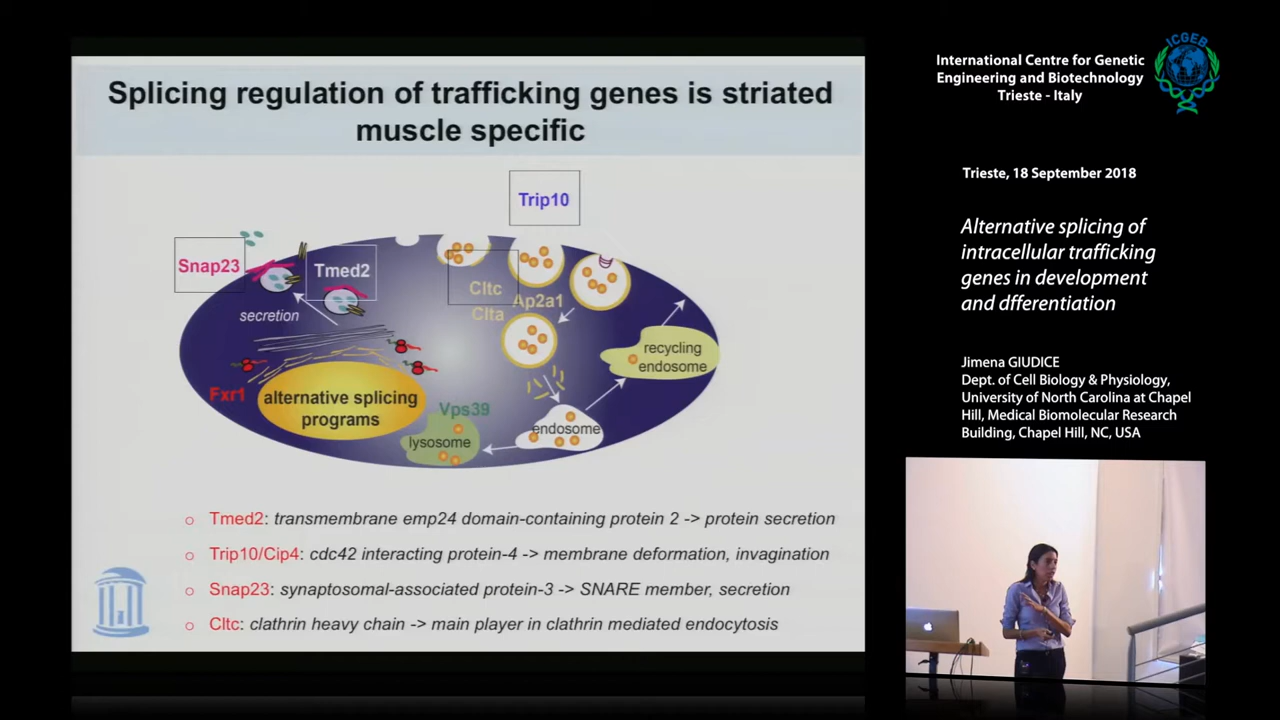 Splicing regulation of trafficking genes is striated
muscle specific
Trip10
Snap23
Tmed2
Cltc
Ap2a1
Clta
secretion
recycling
endosome
Fxr1
alternative splicing
programs
Vps39
lysosome
endosome
Tmed2: transmembrane emp24 domain-containing protein 2 -> protein secretion
Trip10/Cip4: cdc42 interacting protein-4 -> membrane deformation, invagination
Snap23: synaptosomal-associated protein-3 -> SNARE member, secretion
Cltc: clathrin heavy chain -> main player in clathrin mediated endocytosis
International Centre for Genetic
Engineering and Biotechnology
Trieste - Italy
ICGEB
Trieste, 18 September 2018
Alternative splicing of
intracellular trafficking
genes in development
and dfferentiation
Jimena GIUDICE
Dept. of Cell Biology & Physiology,
University of North Carolina at Chapel
Hill, Medical Biomolecular Research
Building, Chapel Hill, NC, USA